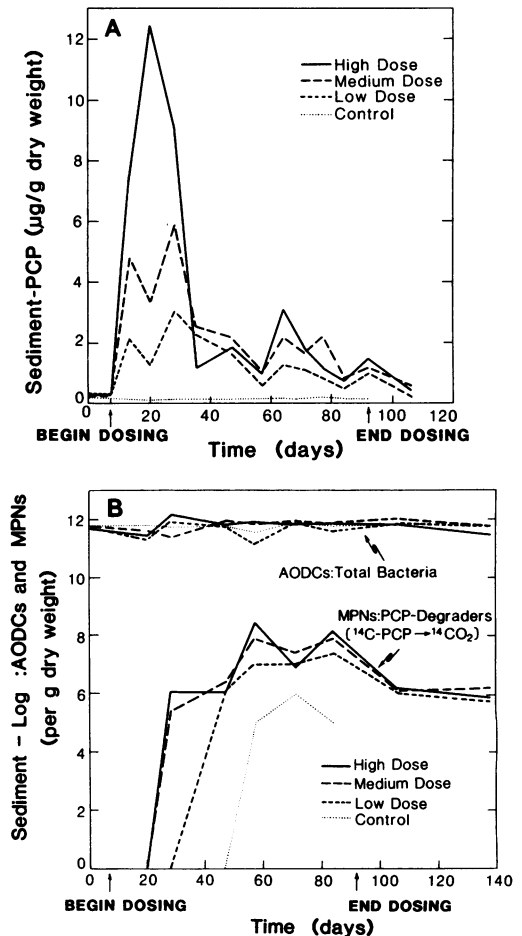 A
Sediment-PCP (µg/g dry weight)
12
10
8
6
4
2
0
High Dose
Medium Dose
Low Dose
Control
0 20 40 60 80 100 120
BEGIN DOSING
END DOSING
Time (days)
B
Sediment – Log :AODCs and MPNs
(per g dry weight)
12
10
8
6
4
2
0
AODCs:Total Bacteria
MPNs:PCP-Degraders
(¹⁴C-PCP→¹⁴CO₂)
High Dose
Medium Dose
Low Dose
Control
0 20 40 60 80 100 120 140
BEGIN DOSING
END DOSING
Time (days)